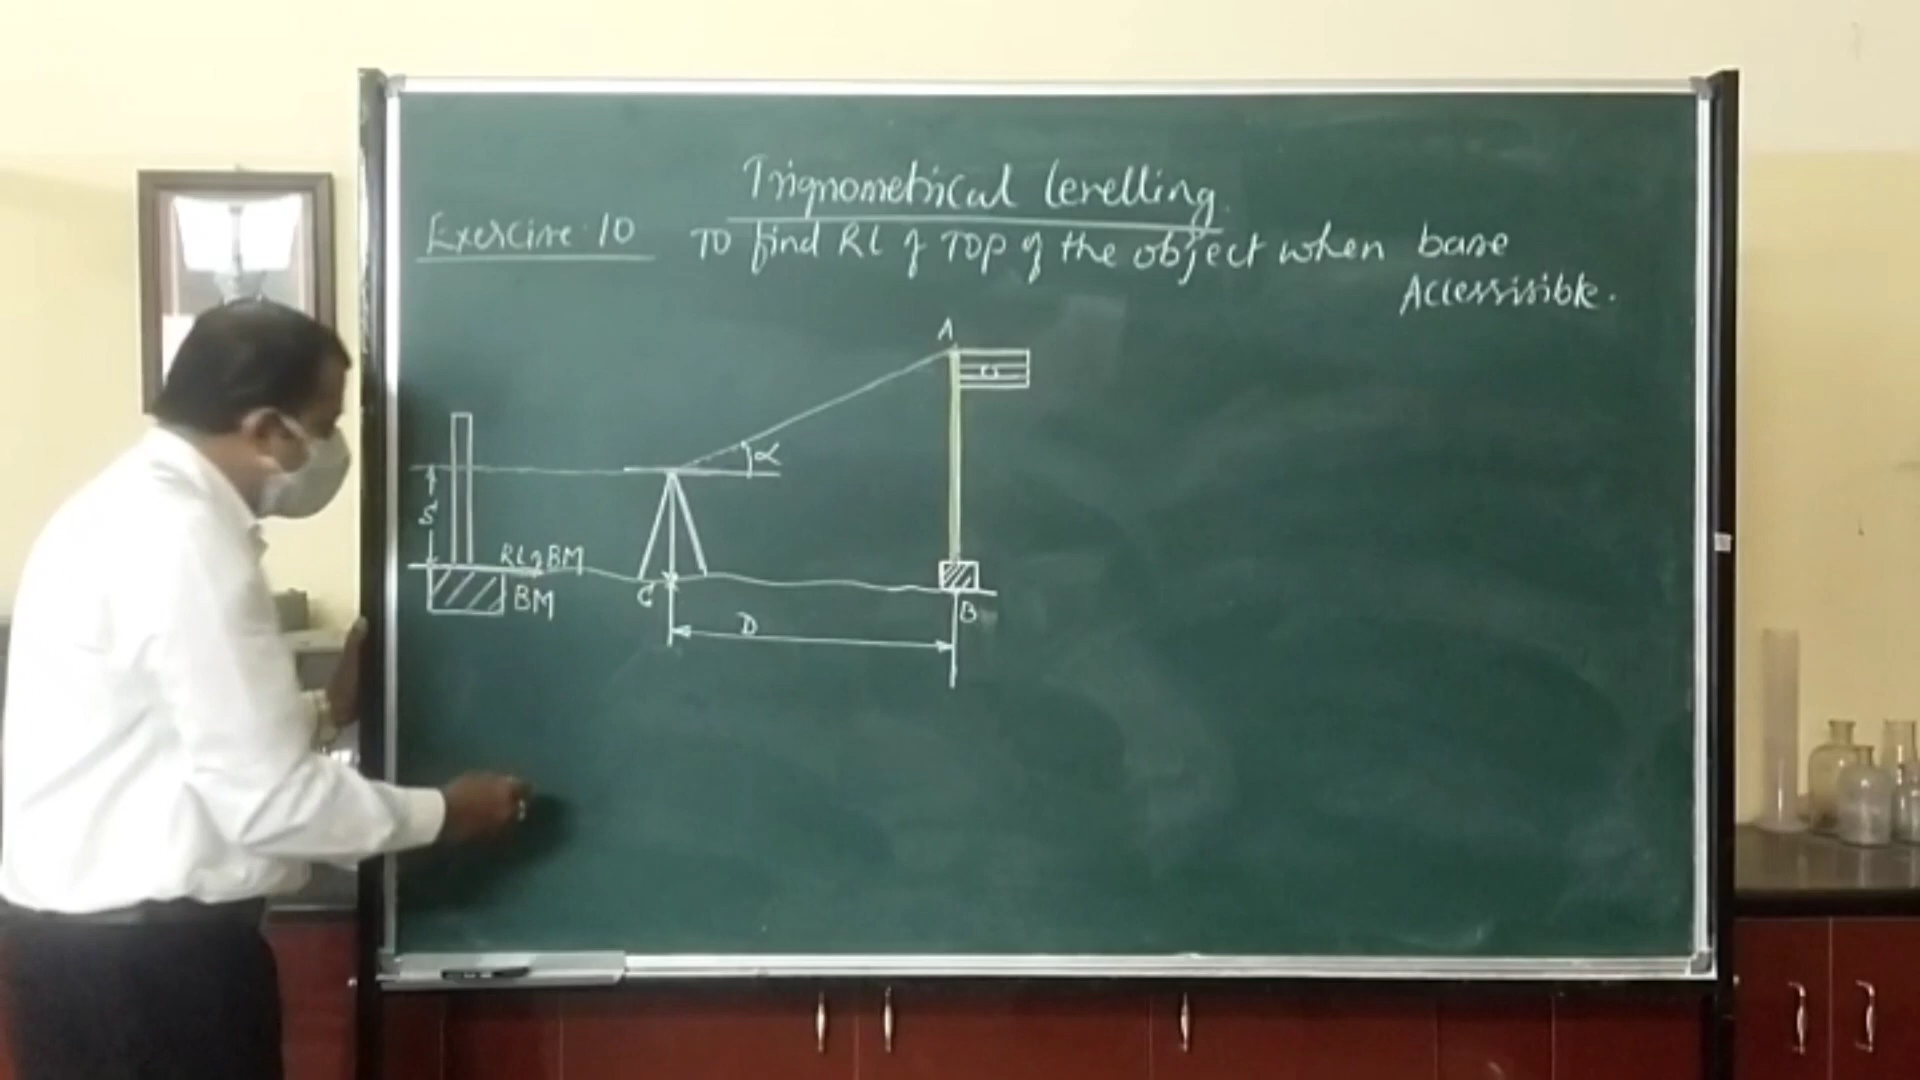 Trignometrical levelling.
Exercise 10 To find RL of TOP of the object when base
Accessisible.
A
G
α
S
RL of BM
BM
C
B
D